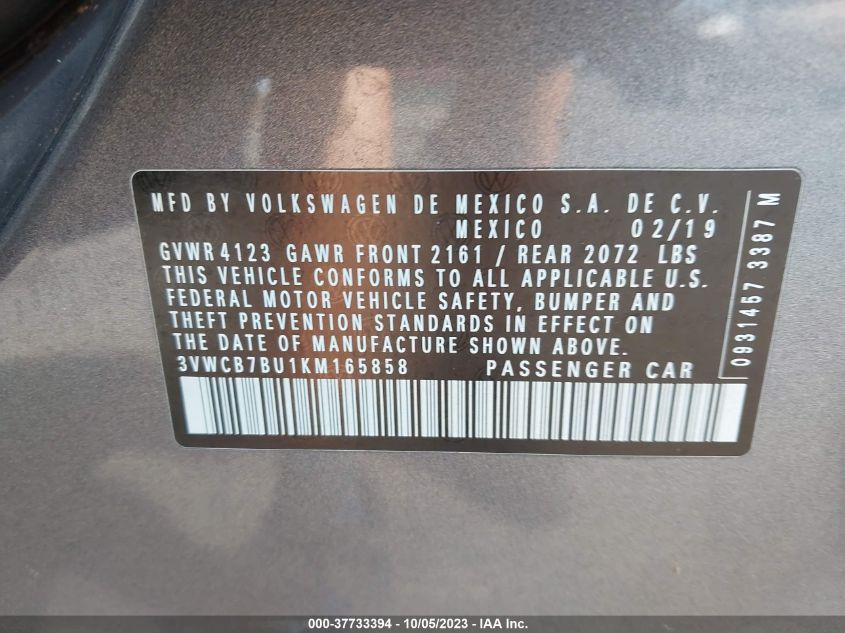 MFD BY VOLKSWAGEN DE MEXICO S.A. DE C.V.
MEXICO 02/19
GVWR 4123 GAWR FRONT 2161 / REAR 2072 LBS
THIS VEHICLE CONFORMS TO ALL APPLICABLE U.S.
FEDERAL MOTOR VEHICLE SAFETY, BUMPER AND
THEFT PREVENTION STANDARDS IN EFFECT ON
THE DATE OF MANUFACTURE SHOWN ABOVE.
3VWCB7BU1KM165858 PASSENGER CAR
0931457 3387 M
000-37733394 - 10/05/2023 - IAA Inc.